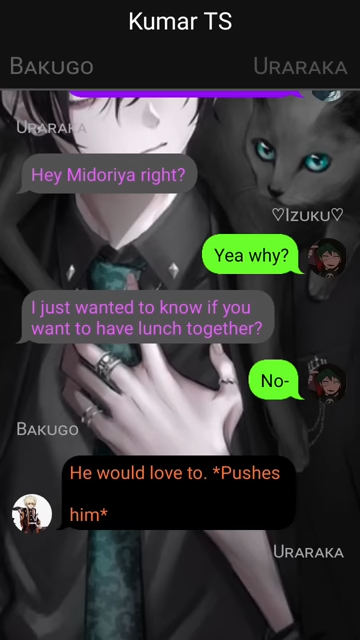 Kumar TS
Bakugo
Uraraka
Uraraka
Hey Midoriya right?
♡Izuku♡
Yea why?
I just wanted to know if you
want to have lunch together?
No-
Bakugo
He would love to. *Pushes
him*
Uraraka